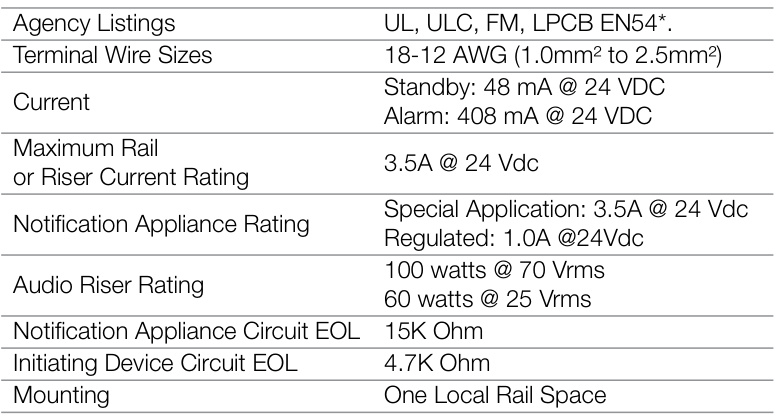 Agency Listings UL, ULC, FM, LPCB EN54*.
Terminal Wire Sizes 18-12 AWG (1.0mm² to 2.5mm²)
Current Standby: 48 mA @ 24 VDC
Alarm: 408 mA @ 24 VDC
Maximum Rail
or Riser Current Rating 3.5A @ 24 Vdc
Notification Appliance Rating Special Application: 3.5A @ 24 Vdc
Regulated: 1.0A @24Vdc
Audio Riser Rating 100 watts @ 70 Vrms
60 watts @ 25 Vrms
Notification Appliance Circuit EOL 15K Ohm
Initiating Device Circuit EOL 4.7K Ohm
Mounting One Local Rail Space